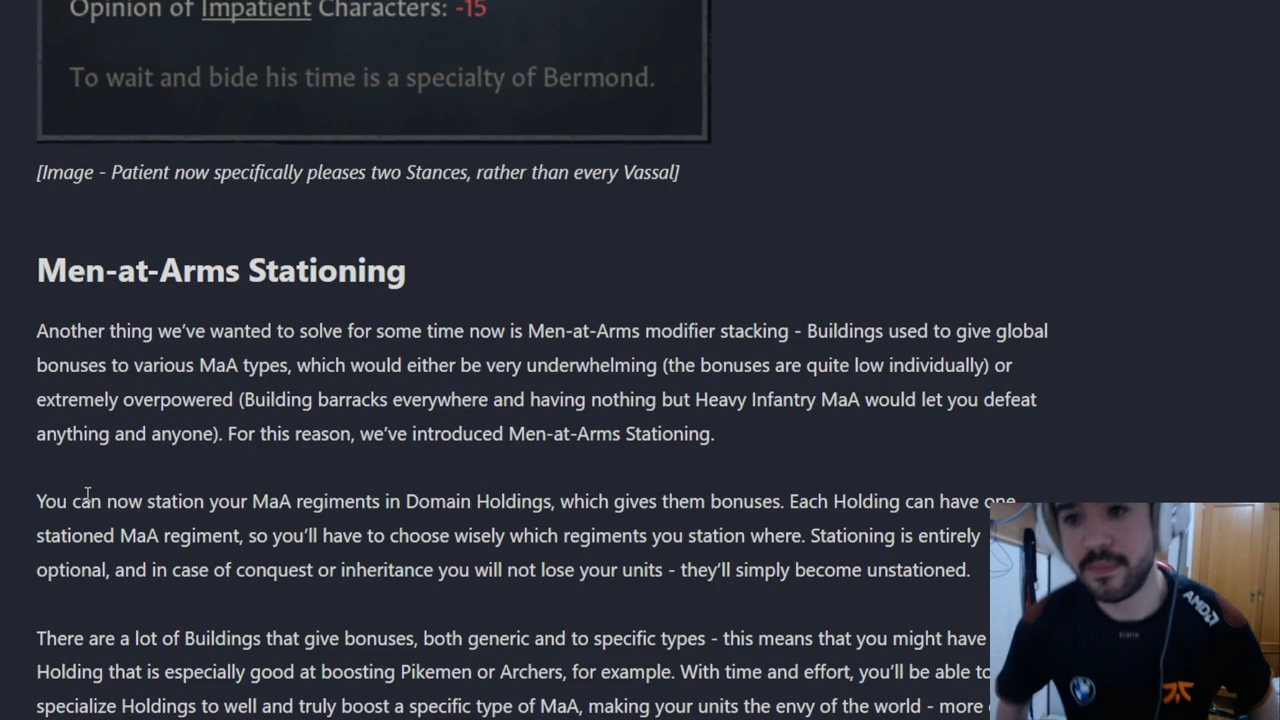 Opinion of Impatient Characters: -15
To wait and bide his time is a specialty of Bermond.
[Image - Patient now specifically pleases two Stances, rather than every Vassal]
Men-at-Arms Stationing
Another thing we’ve wanted to solve for some time now is Men-at-Arms modifier stacking - Buildings used to give global
bonuses to various MaA types, which would either be very underwhelming (the bonuses are quite low individually) or
extremely overpowered (Building barracks everywhere and having nothing but Heavy Infantry MaA would let you defeat
anything and anyone). For this reason, we’ve introduced Men-at-Arms Stationing.
You can now station your MaA regiments in Domain Holdings, which gives them bonuses. Each Holding can have one
stationed MaA regiment, so you’ll have to choose wisely which regiments you station where. Stationing is entirely
optional, and in case of conquest or inheritance you will not lose your units - they’ll simply become unstationed.
There are a lot of Buildings that give bonuses, both generic and to specific types - this means that you might have
Holding that is especially good at boosting Pikemen or Archers, for example. With time and effort, you’ll be able to
specialize Holdings to well and truly boost a specific type of MaA, making your units the envy of the world - more
AMD